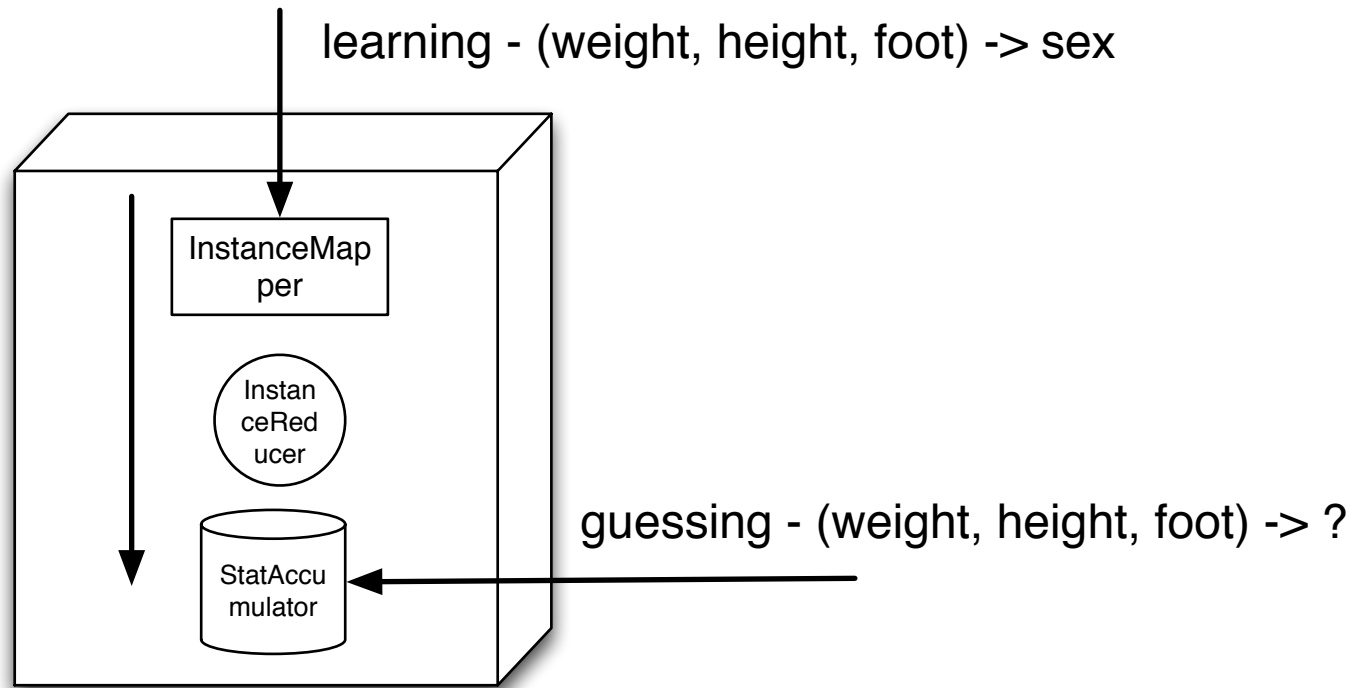 learning - (weight, height, foot) -> sex
InstanceMap
per
Instan
ceRed
ucer
guessing - (weight, height, foot) -> ?
StatAccu
mulator